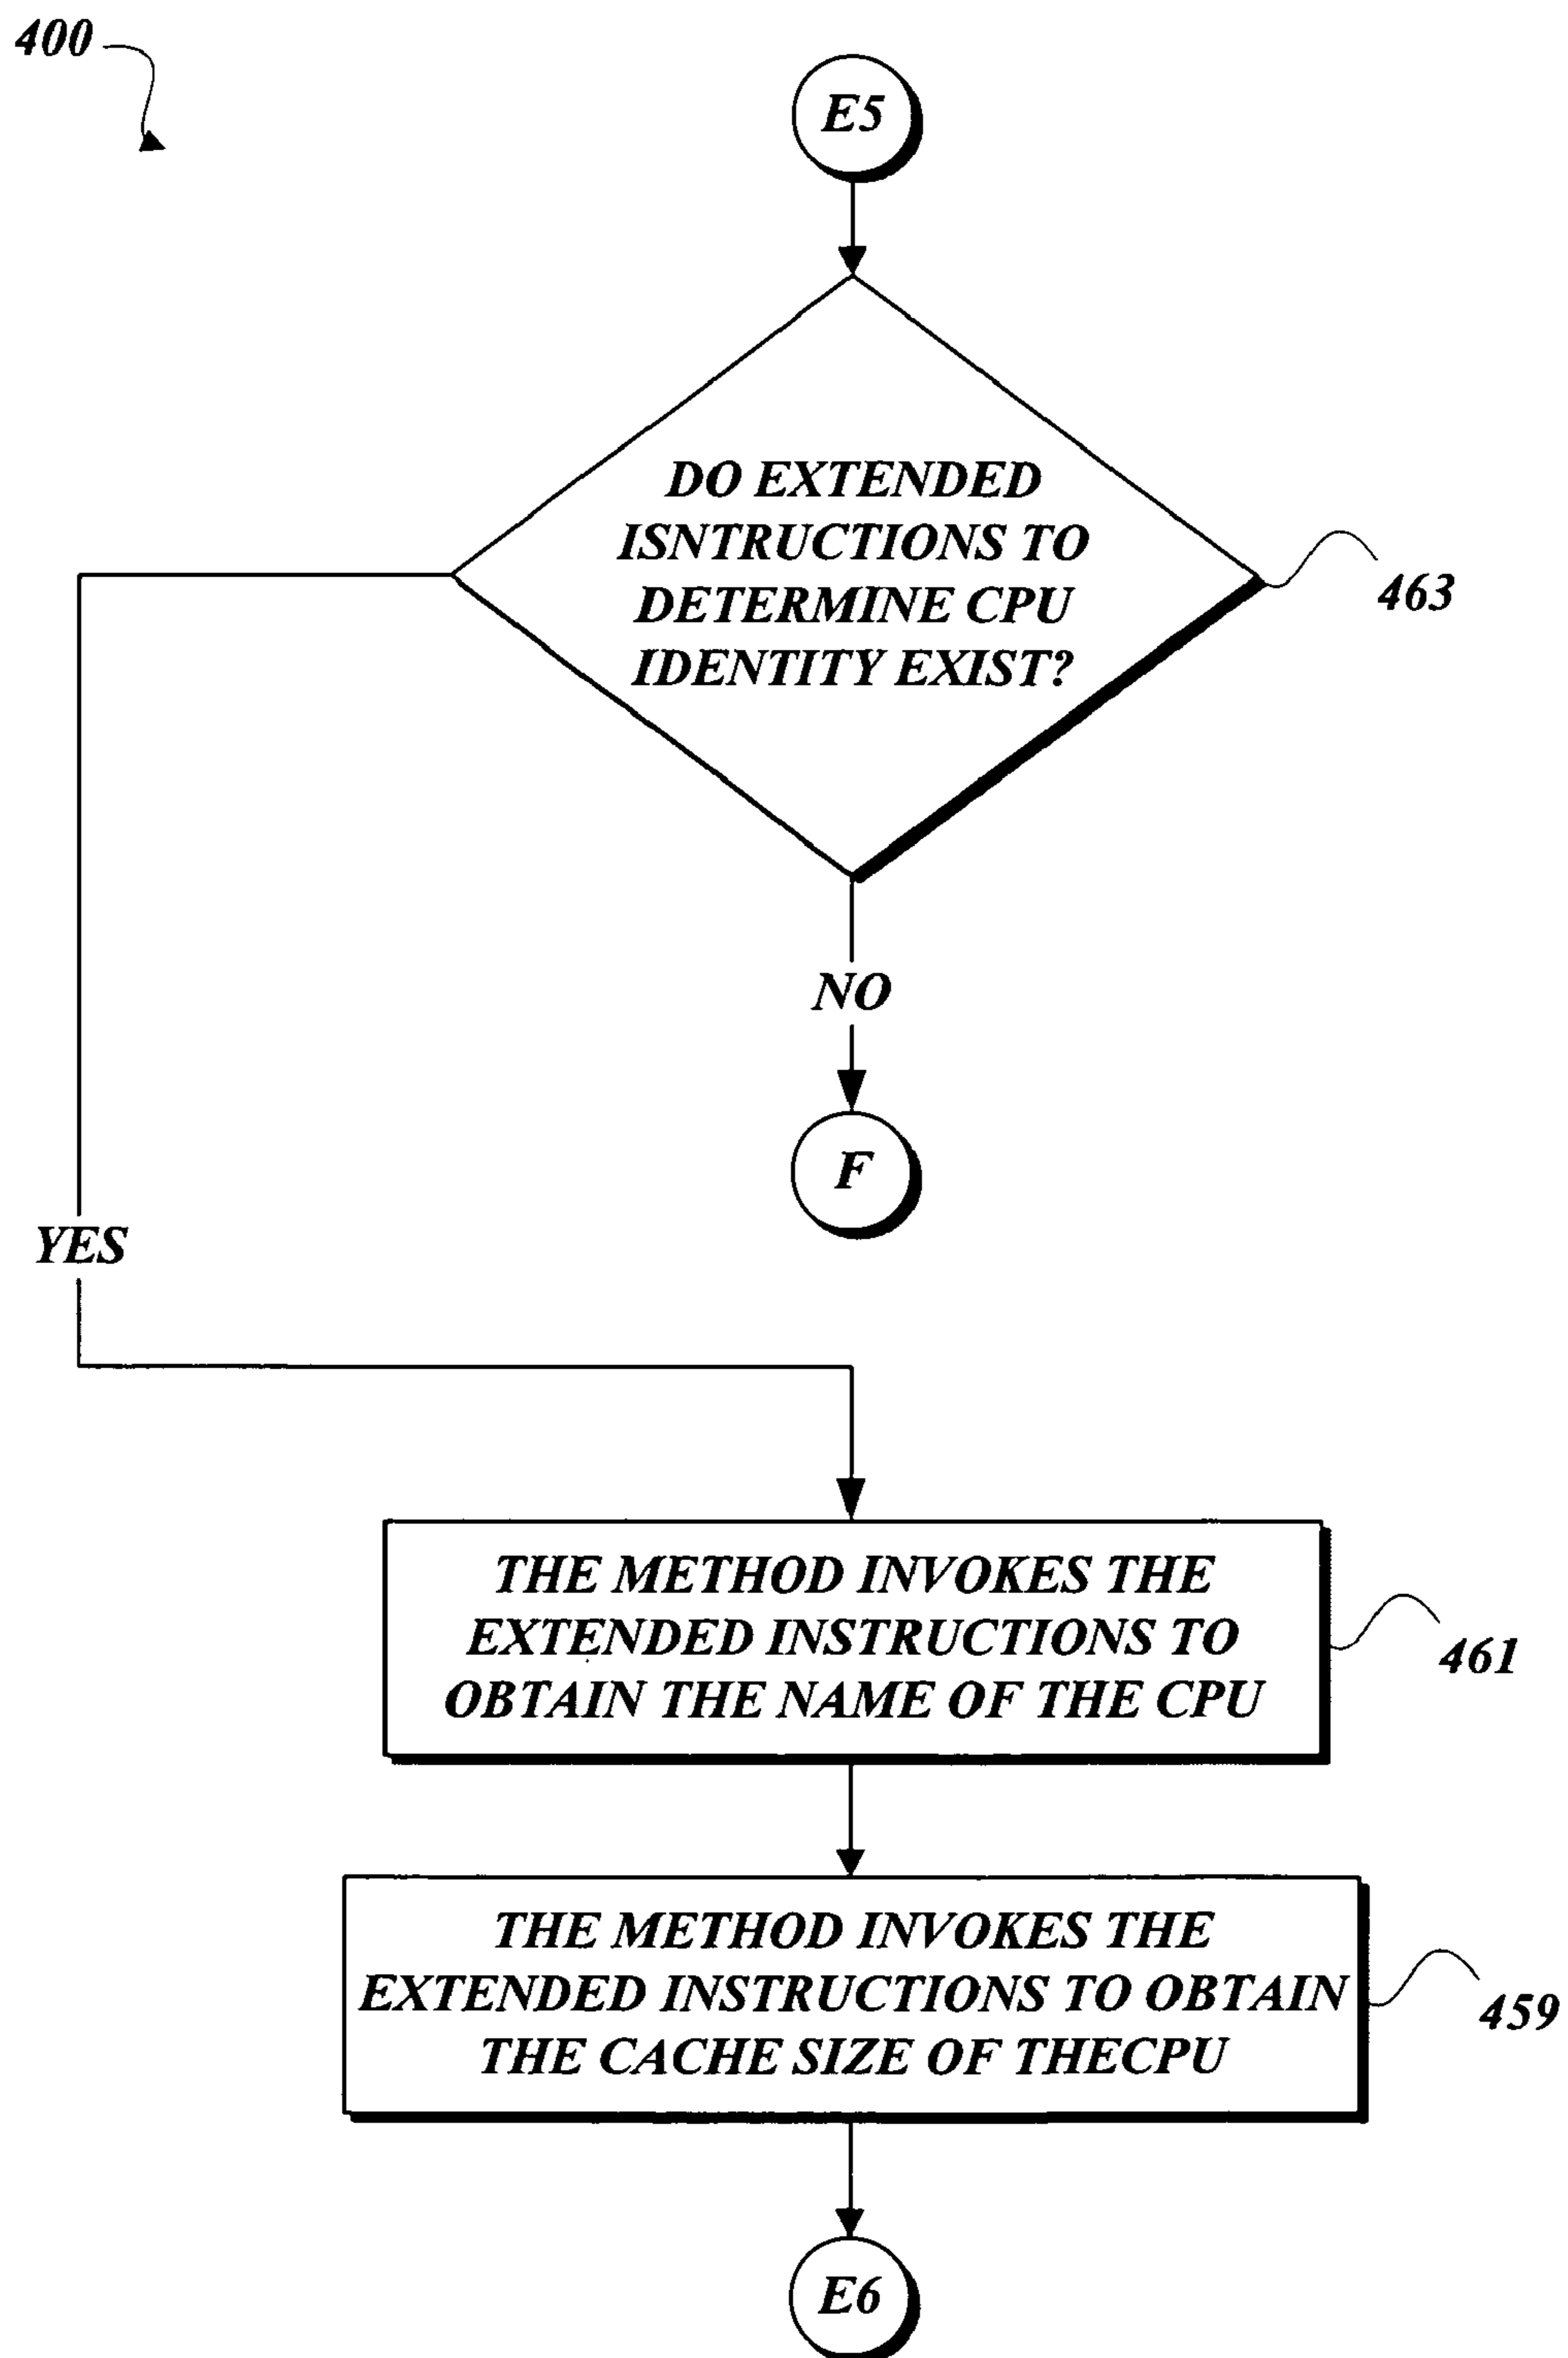 400
E5
DO EXTENDED
ISNTRUCTIONS TO
DETERMINE CPU
IDENTITY EXIST?
463
NO
F
YES
THE METHOD INVOKES THE
EXTENDED INSTRUCTIONS TO
OBTAIN THE NAME OF THE CPU
461
THE METHOD INVOKES THE
EXTENDED INSTRUCTIONS TO OBTAIN
THE CACHE SIZE OF THECPU
459
E6